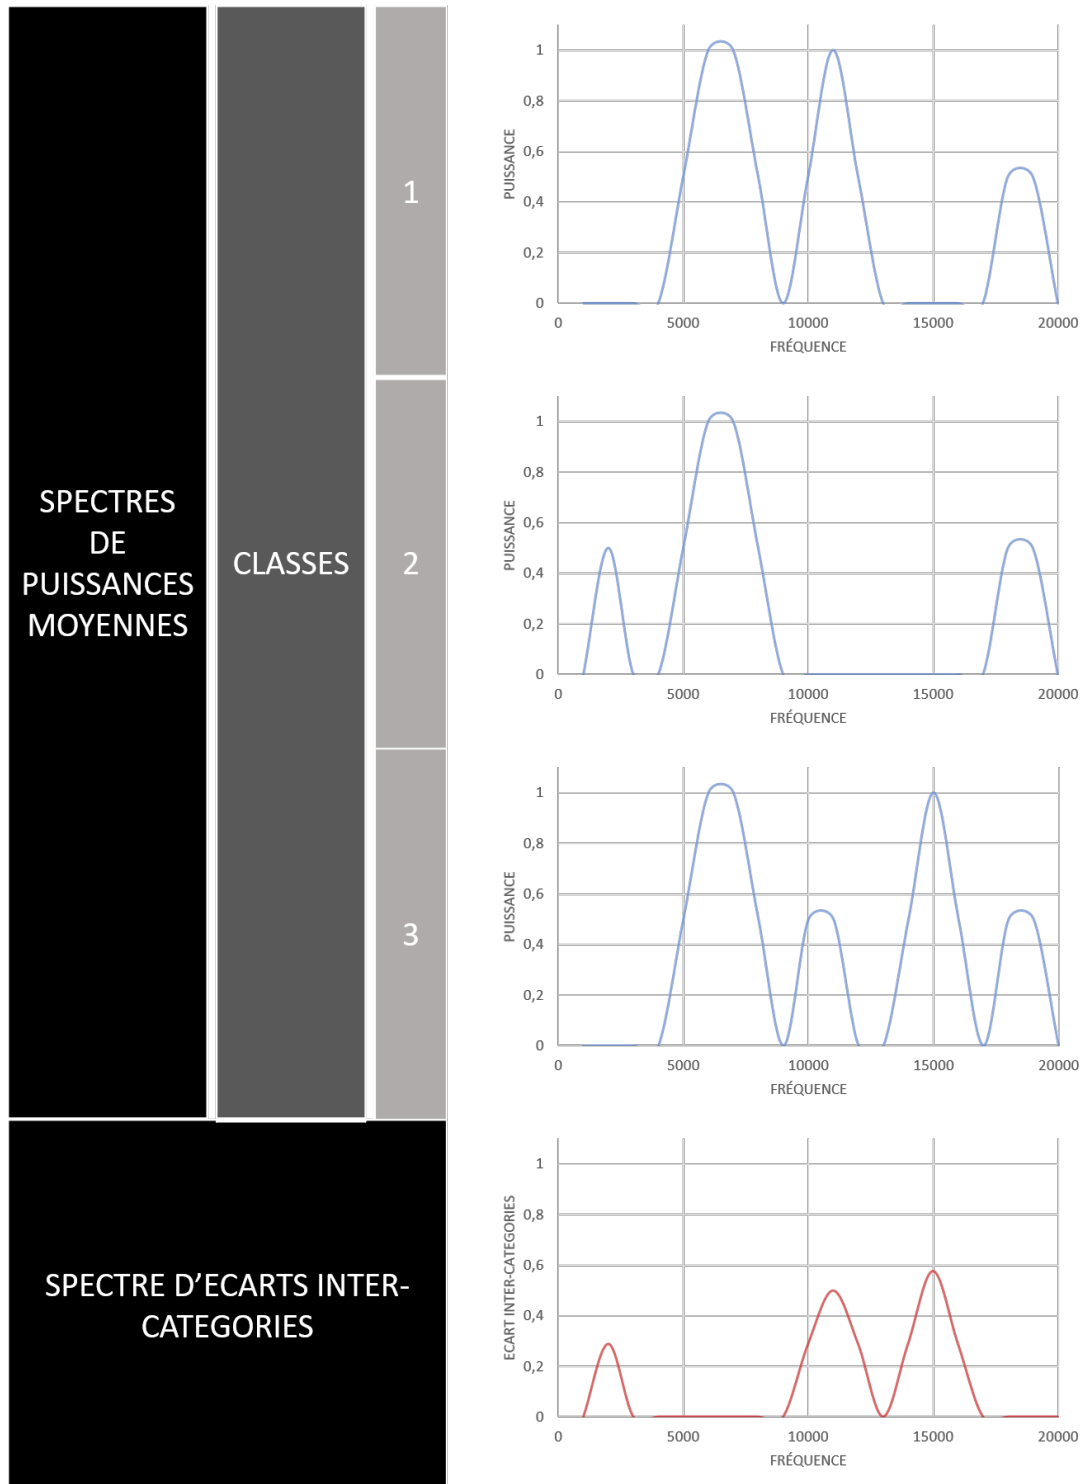 SPECTRES
DE
PUISSANCES
MOYENNES
CLASSES
1
PUISSANCE
1
0,8
0,6
0,4
0,2
0
0 5000 10000 15000 20000
FRÉQUENCE
2
PUISSANCE
1
0,8
0,6
0,4
0,2
0
0 5000 10000 15000 20000
FRÉQUENCE
3
PUISSANCE
1
0,8
0,6
0,4
0,2
0
0 5000 10000 15000 20000
FRÉQUENCE
SPECTRE D’ECARTS INTER-
CATEGORIES
ECART INTER-CATEGORIES
1
0,8
0,6
0,4
0,2
0
0 5000 10000 15000 20000
FRÉQUENCE